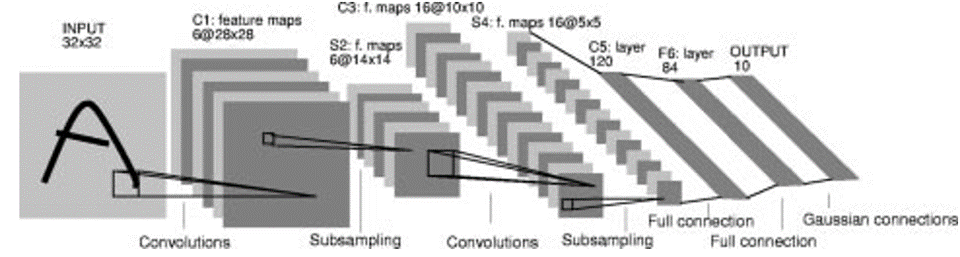 INPUT
32x32
C1: feature maps
6@28x28
S2: f. maps
6@14x14
C3: f. maps 16@10x10
S4: f. maps 16@5x5
C5: layer
120
F6: layer
84
OUTPUT
10
A
Convolutions
Subsampling
Convolutions
Subsampling
Full connection
Full connection
Gaussian connections